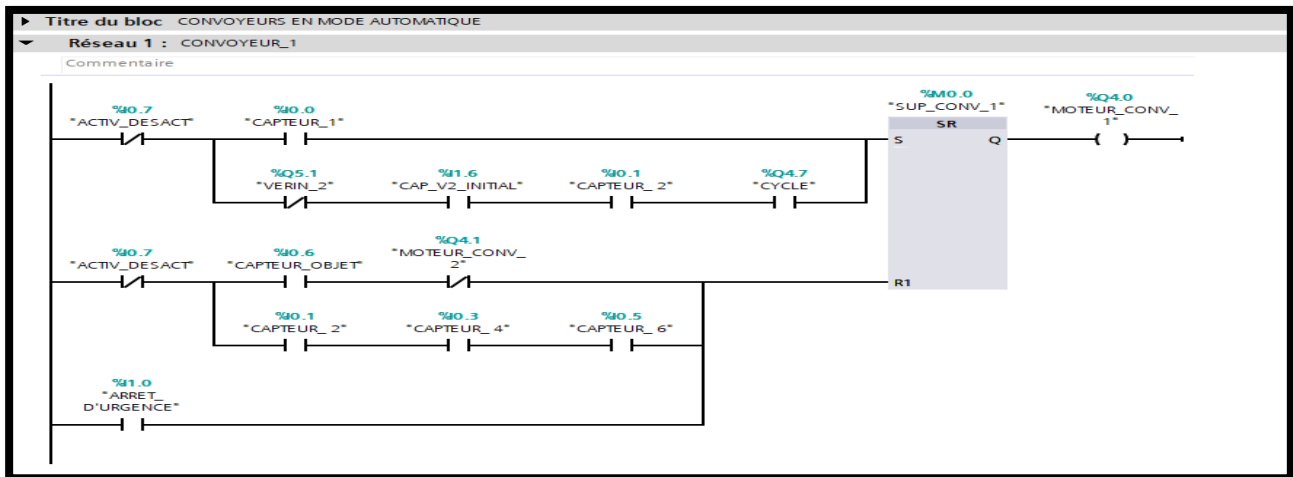 Titre du bloc CONVOYEURS EN MODE AUTOMATIQUE
Réseau 1 : CONVOYEUR_1
Commentaire
%I0.7
"ACTIV_DESACT"
%I0.0
"CAPTEUR_1"
%M0.0
"SUP_CONV_1"
SR
S
Q
%Q4.0
"MOTEUR_CONV_
1"
%Q5.1
"VERIN_2"
%I1.6
"CAP_V2_INITIAL"
%I0.1
"CAPTEUR_ 2"
%Q4.7
"CYCLE"
%I0.7
"ACTIV_DESACT"
%I0.6
"CAPTEUR_OBJET"
%Q4.1
"MOTEUR_CONV_
2"
R1
%I0.1
"CAPTEUR_ 2"
%I0.3
"CAPTEUR_ 4"
%I0.5
"CAPTEUR_ 6"
%I1.0
"ARRET_
D'URGENCE"